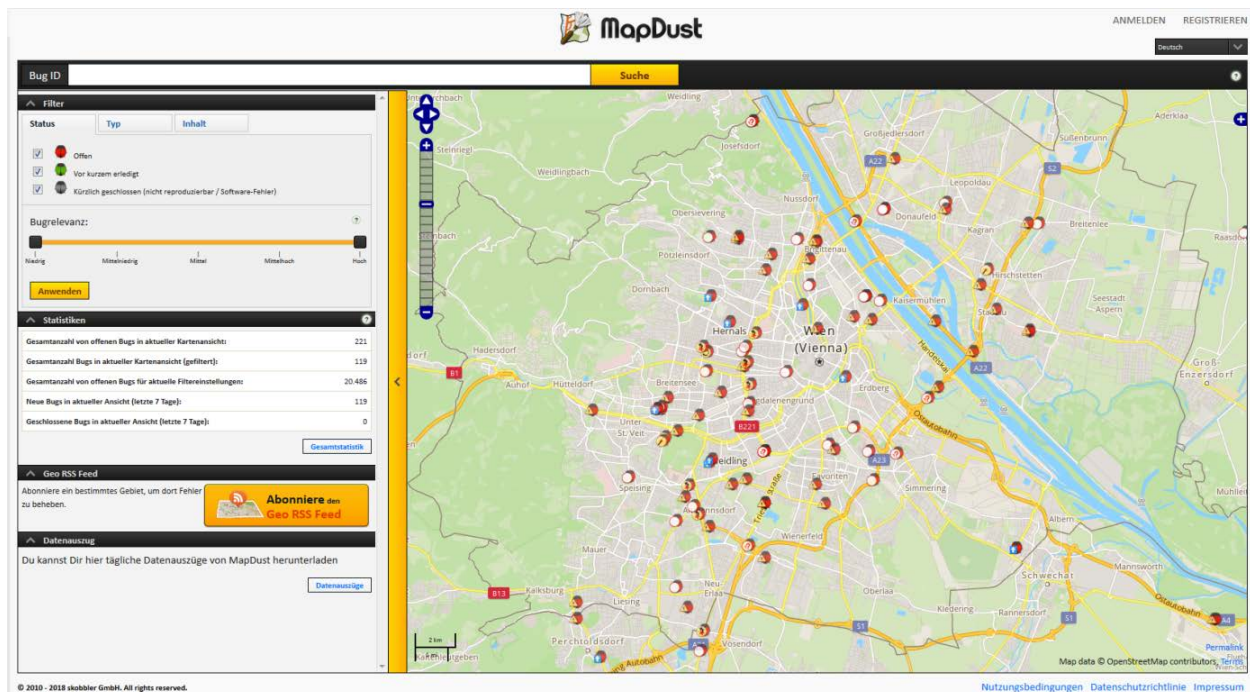 MapDust
ANMELDEN REGISTRIEREN
Deutsch
Bug ID
Suche
Filter
Status Typ Inhalt
Offen
Vor kurzem erledigt
Kürzlich geschlossen (nicht reproduzierbar / Software-Fehler)
Bugrelevanz:
Niedrig Mittelniedrig Mittel Mittelhoch Hoch
Anwenden
Statistiken
Gesamtanzahl von offenen Bugs in aktueller Kartenansicht: 221
Gesamtanzahl Bugs in aktueller Kartenansicht (gefiltert): 119
Gesamtanzahl von offenen Bugs für aktuelle Filtereinstellungen: 20.486
Neue Bugs in aktueller Ansicht (letzte 7 Tage): 119
Geschlossene Bugs in aktueller Ansicht (letzte 7 Tage): 0
Gesamtstatistik
Geo RSS Feed
Abonniere ein bestimmtes Gebiet, um dort Fehler
zu beheben.
Abonniere den
Geo RSS Feed
Datenauszug
Du kannst Dir hier tägliche Datenauszüge von MapDust herunterladen
Datenauszüge
Weidling
Aderklaa
Steinriegl
Josefsdorf
Großjedlersdorf
Süßenbrunn
A22
S2
Weidlingbach
Leopoldau
Nussdorf
Obersievering
Donaufeld
Kagran
Breitenlee
Brigittenau
Pötzleinsdorf
Hirschstetten
Dornbach
Kaisermühlen
Seestadt
Aspern
Hernals
Wien
(Vienna)
Handelskai
Hadersdorf
Groß-
Enzersdorf
B1
A22
Auhof
Hütteldorf
Breitensee
Erdberg
Ostautobahn
B221
Unter
St. Veit
A23
Speising
Favoriten
Simmering
Albern
Wienerfeld
Mauer
Schwechat
Mannswörth
B13
Kalksburg
Liesing
Neu-
Erlaa
Oberlaa
Kledering
Rannersdorf
S1
S1
Ostautobahn
A4
Perchtoldsdorf
Vösendorf
2 km
Permalink
Map data © OpenStreetMap contributors, Terms
© 2010 - 2018 skobbler GmbH. All rights reserved.
Nutzungsbedingungen Datenschutzrichtlinie Impressum